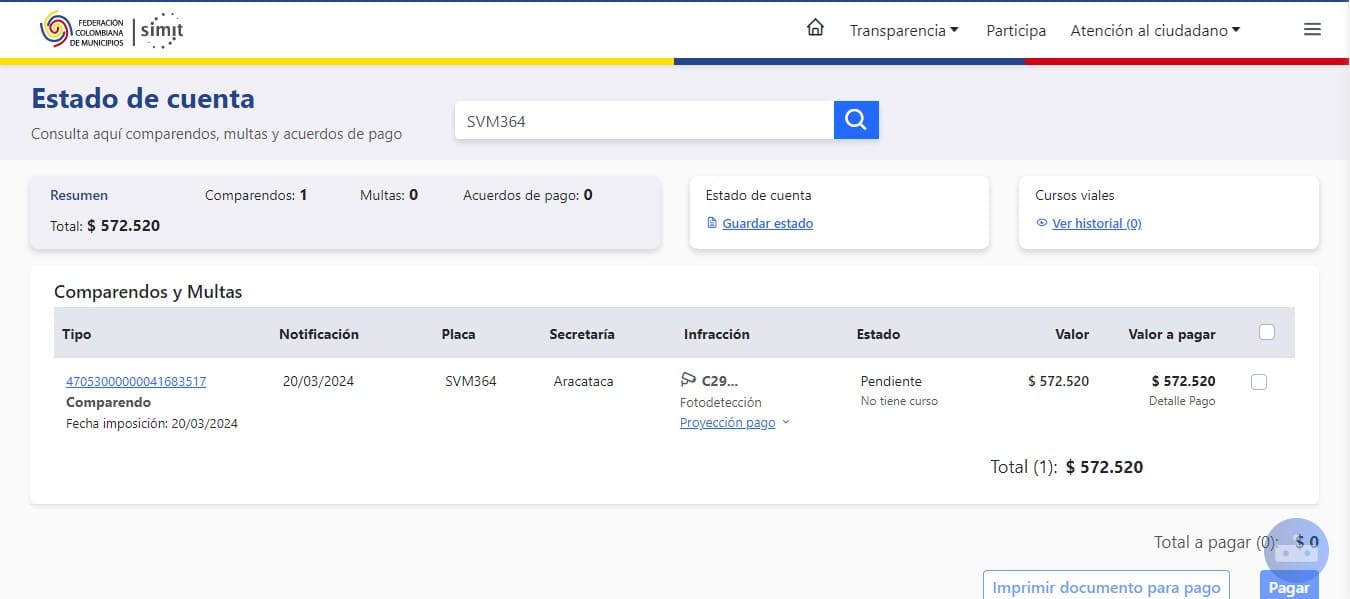 FEDERACIÓN
COLOMBIANA
DE MUNICIPIOS
simit
Transparencia
Participa
Atención al ciudadano
Estado de cuenta
Consulta aquí comparendos, multas y acuerdos de pago
SVM364
Resumen Comparendos: 1 Multas: 0 Acuerdos de pago: 0
Total: $ 572.520
Estado de cuenta
Guardar estado
Cursos viales
Ver historial (0)
Comparendos y Multas
Tipo Notificación Placa Secretaría Infracción Estado Valor Valor a pagar
47053000000041683517 20/03/2024 SVM364 Aracataca C29... Pendiente $ 572.520 $ 572.520
Comparendo Fotodetección No tiene curso Detalle Pago
Fecha imposición: 20/03/2024 Proyección pago
Total (1): $ 572.520
Total a pagar (0): $ 0
Imprimir documento para pago Pagar